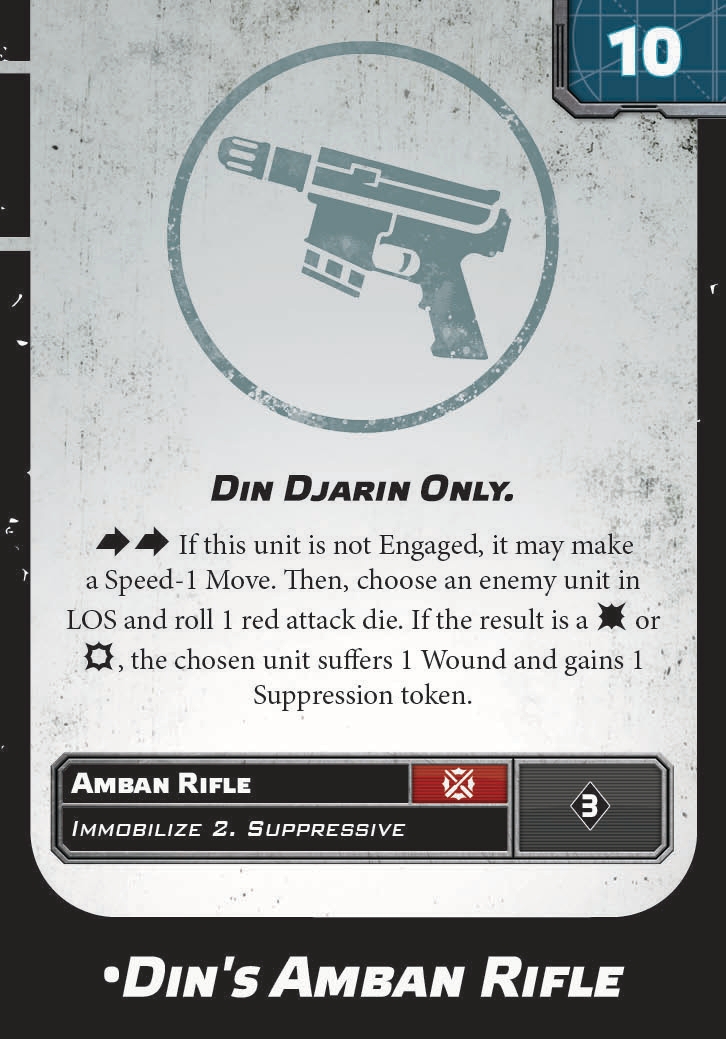 10
Din Djarin Only.
If this unit is not Engaged, it may make
a Speed-1 Move. Then, choose an enemy unit in
LOS and roll 1 red attack die. If the result is a or
, the chosen unit suffers 1 Wound and gains 1
Suppression token.
Amban Rifle
Immobilize 2. Suppressive
3
•Din's Amban Rifle